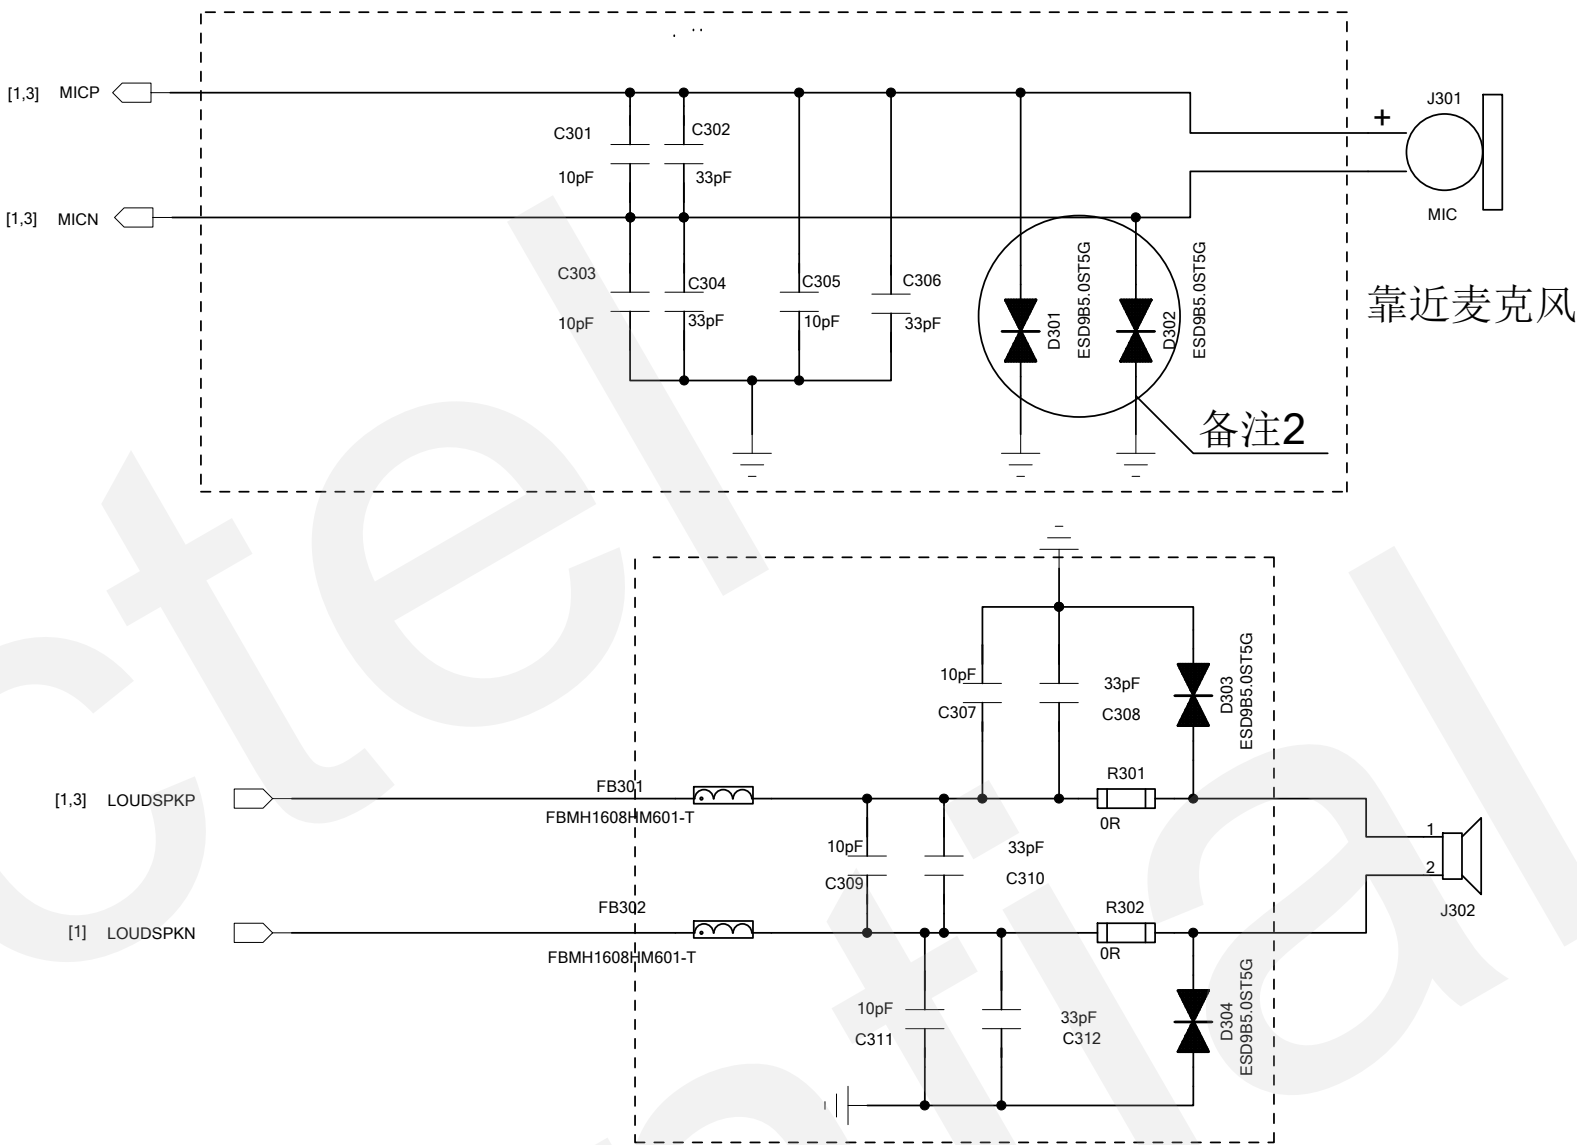 [1,3] MICP
J301
+
C301
C302
10pF
33pF
[1,3] MICN
MIC
C303
C304
C305
C306
10pF
33pF
10pF
33pF
D301
ESD9B5.0ST5G
D302
ESD9B5.0ST5G
靠近麦克风
备注2
10pF
33pF
C307
C308
D303
ESD9B5.0ST5G
[1,3] LOUDSPKP
FB301
FBMH1608HM601-T
R301
0R
10pF
33pF
C309
C310
1
2
J302
[1] LOUDSPKN
FB302
FBMH1608HM601-T
R302
0R
10pF
33pF
C311
C312
D304
ESD9B5.0ST5G
ctel
tial